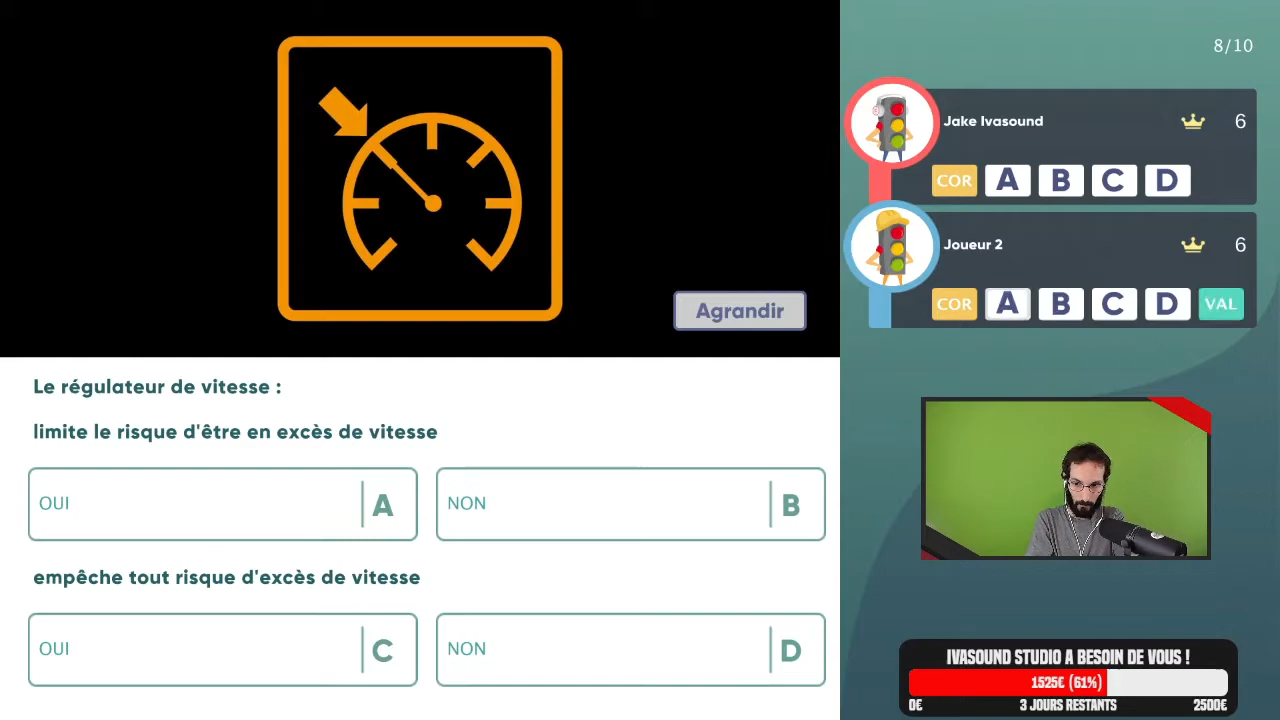 8/10
Jake Ivasound 6
COR A B C D
Joueur 2 6
COR A B C D VAL
Agrandir
Le régulateur de vitesse :
limite le risque d'être en excès de vitesse
OUI A NON B
empêche tout risque d'excès de vitesse
OUI C NON D
IVASOUND STUDIO A BESOIN DE VOUS !
1525€ (61%)
0€ 3 JOURS RESTANTS 2500€